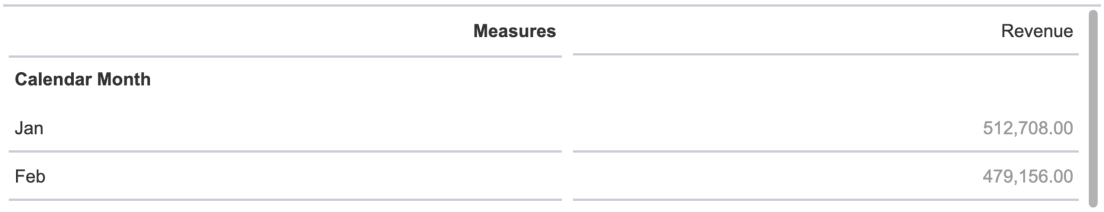 Measures Revenue
Calendar Month
Jan 512,708.00
Feb 479,156.00